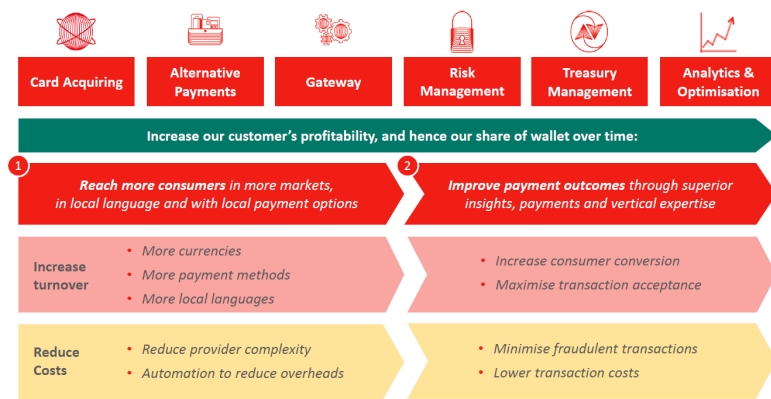 Card Acquiring
Alternative
Payments
Gateway
Risk
Management
Treasury
Management
Analytics &
Optimisation
Increase our customer's profitability, and hence our share of wallet over time:
1
Reach more consumers in more markets,
in local language and with local payment options
2
Improve payment outcomes through superior
insights, payments and vertical expertise
Increase
turnover
• More currencies
• More payment methods
• More local languages
• Increase consumer conversion
• Maximise transaction acceptance
Reduce
Costs
• Reduce provider complexity
• Automation to reduce overheads
• Minimise fraudulent transactions
• Lower transaction costs